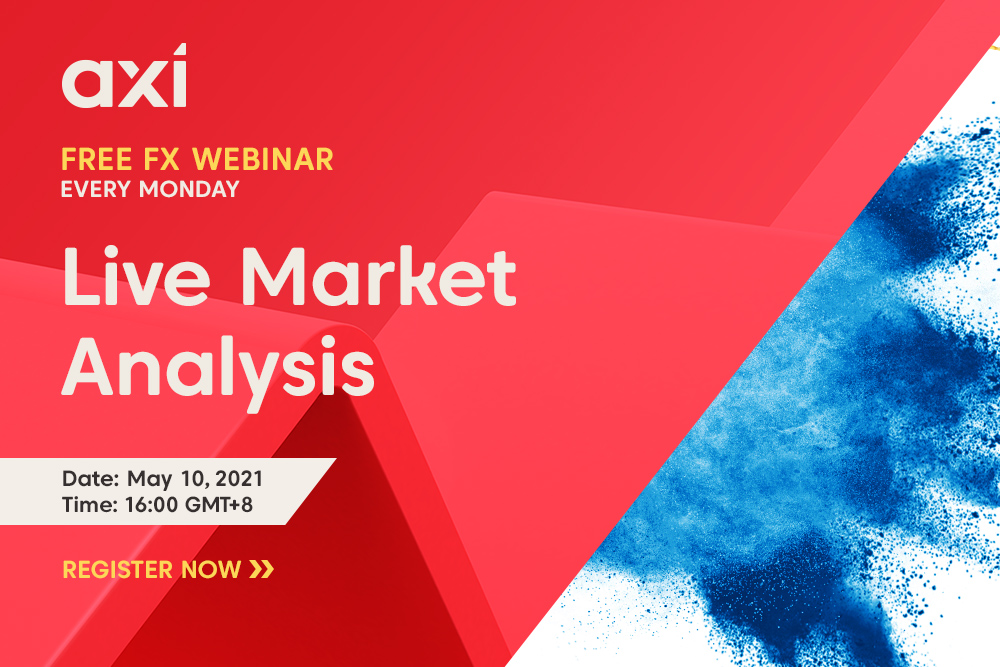 axi
FREE FX WEBINAR
EVERY MONDAY
Live Market
Analysis
Date: May 10, 2021
Time: 16:00 GMT+8
REGISTER NOW »